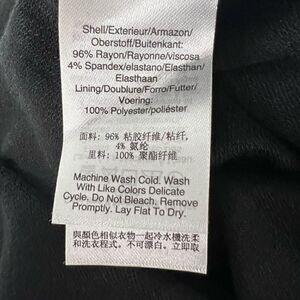 Shell/Exterieur/Armazon/
Oberstoff/Buitenkant:
96% Rayon/Rayonne/Viscosa
4% Spandex/elastano/Elasthan/
Elasthaan
Lining/Doublure/Forro/Futter/
Voering:
100% Polyester/poliéster
面料: 96% 粘胶纤维/粘纤,
4% 氨纶
里料: 100% 聚酯纤维
Machine Wash Cold. Wash
With Like Colors Delicate
Cycle. Do Not Bleach. Remove
Promptly. Lay Flat To Dry.
與顏色相似衣物一起冷水機洗柔
和洗衣程式。不可漂白。立即取